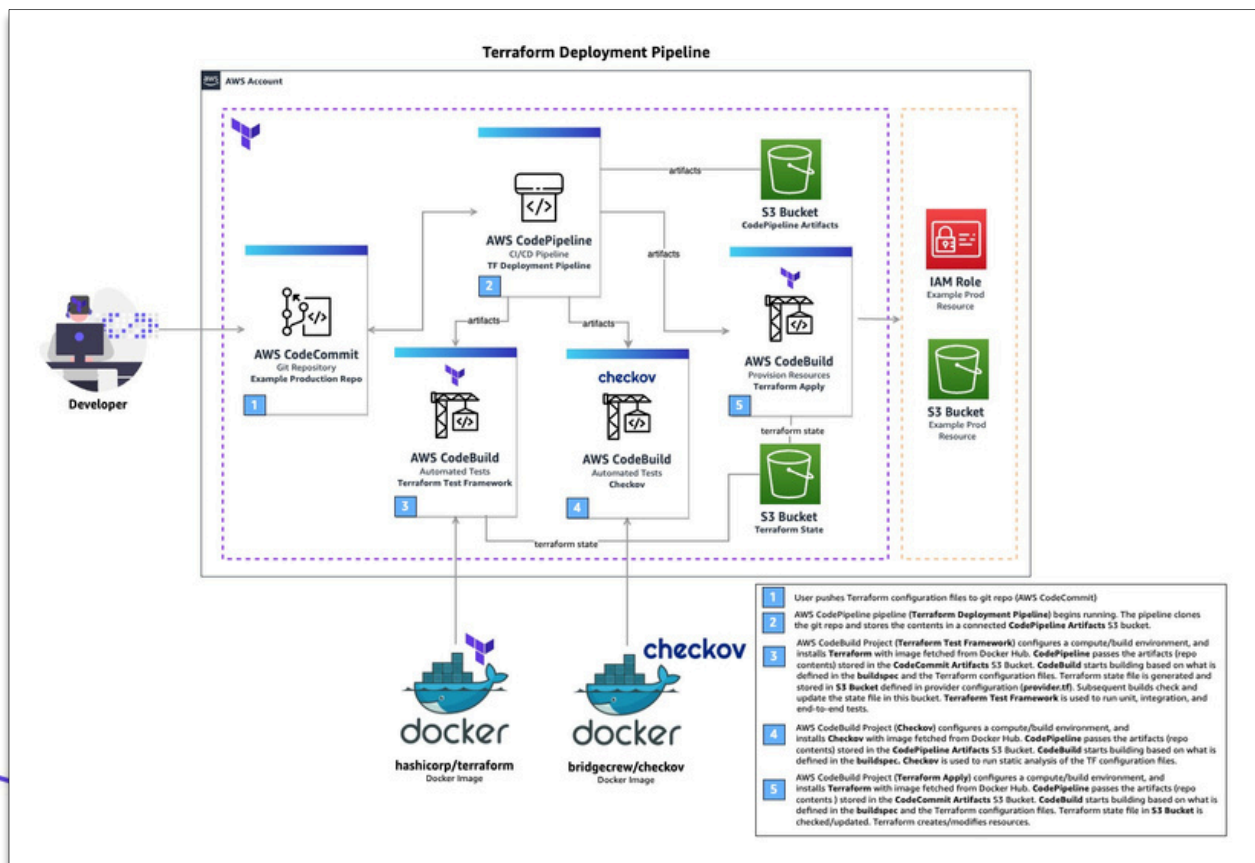 Terraform Deployment Pipeline
aws
AWS Account
artifacts
S3 Bucket
CodePipeline Artifacts
AWS CodePipeline
CI/CD Pipeline
TF Deployment Pipeline
2
artifacts
artifacts
artifacts
AWS CodeCommit
Git Repository
Example Production Repo
1
Developer
AWS CodeBuild
Automated Tests
Terraform Test Framework
3
checkov
AWS CodeBuild
Automated Tests
Checkov
4
AWS CodeBuild
Provision Resources
Terraform Apply
5
terraform state
S3 Bucket
Terraform State
terraform state
IAM Role
Example Prod
Resource
S3 Bucket
Example Prod
Resource
docker
hashicorp/terraform
Docker Image
checkov
docker
bridgecrew/checkov
Docker Image
1 User pushes Terraform configuration files to git repo (AWS CodeCommit)
2 AWS CodePipeline pipeline (Terraform Deployment Pipeline) begins running. The pipeline clones
the git repo and stores the contents in a connected CodePipeline Artifacts S3 bucket.
3 AWS CodeBuild Project (Terraform Test Framework) configures a compute/build environment, and
installs Terraform with image fetched from Docker Hub. CodePipeline passes the artifacts (repo
contents) stored in the CodeCommit Artifacts S3 Bucket. CodeBuild starts building based on what is
defined in the buildspec and the Terraform configuration files. Terraform state file is generated and
stored in S3 Bucket defined in provider configuration (provider.tf). Subsequent builds check and
update the state file in this bucket. Terraform Test Framework is used to run unit, integration, and
end-to-end tests.
4 AWS CodeBuild Project (Checkov) configures a compute/build environment, and
installs Checkov with image fetched from Docker Hub. CodePipeline passes the artifacts (repo
contents) stored in the CodePipeline Artifacts S3 Bucket. CodeBuild starts building based on what is
defined in the buildspec. Checkov is used to run static analysis of the TF configuration files.
5 AWS CodeBuild Project (Terraform Apply) configures a compute/build environment, and
installs Terraform with image fetched from Docker Hub. CodePipeline passes the artifacts (repo
contents ) stored in the CodeCommit Artifacts S3 Bucket. CodeBuild starts building based on what is
defined in the buildspec and the Terraform configuration files. Terraform state file in S3 Bucket is
checked/updated. Terraform creates/modifies resources.